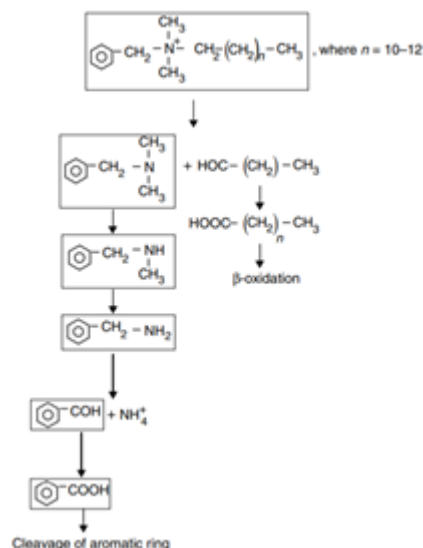 CH₃
–CH₂ –N⁺– CH₂–(CH₂)ₙ–CH₃ , where n = 10–12
CH₃
CH₃
–CH₂ – N + HOC– (CH₂) – CH₃
CH₃
HOOC– (CH₂)ₙ – CH₃
–CH₂ – NH
CH₃
β-oxidation
–CH₂ – NH₂
–COH + NH₄⁺
–COOH
Cleavage of aromatic ring